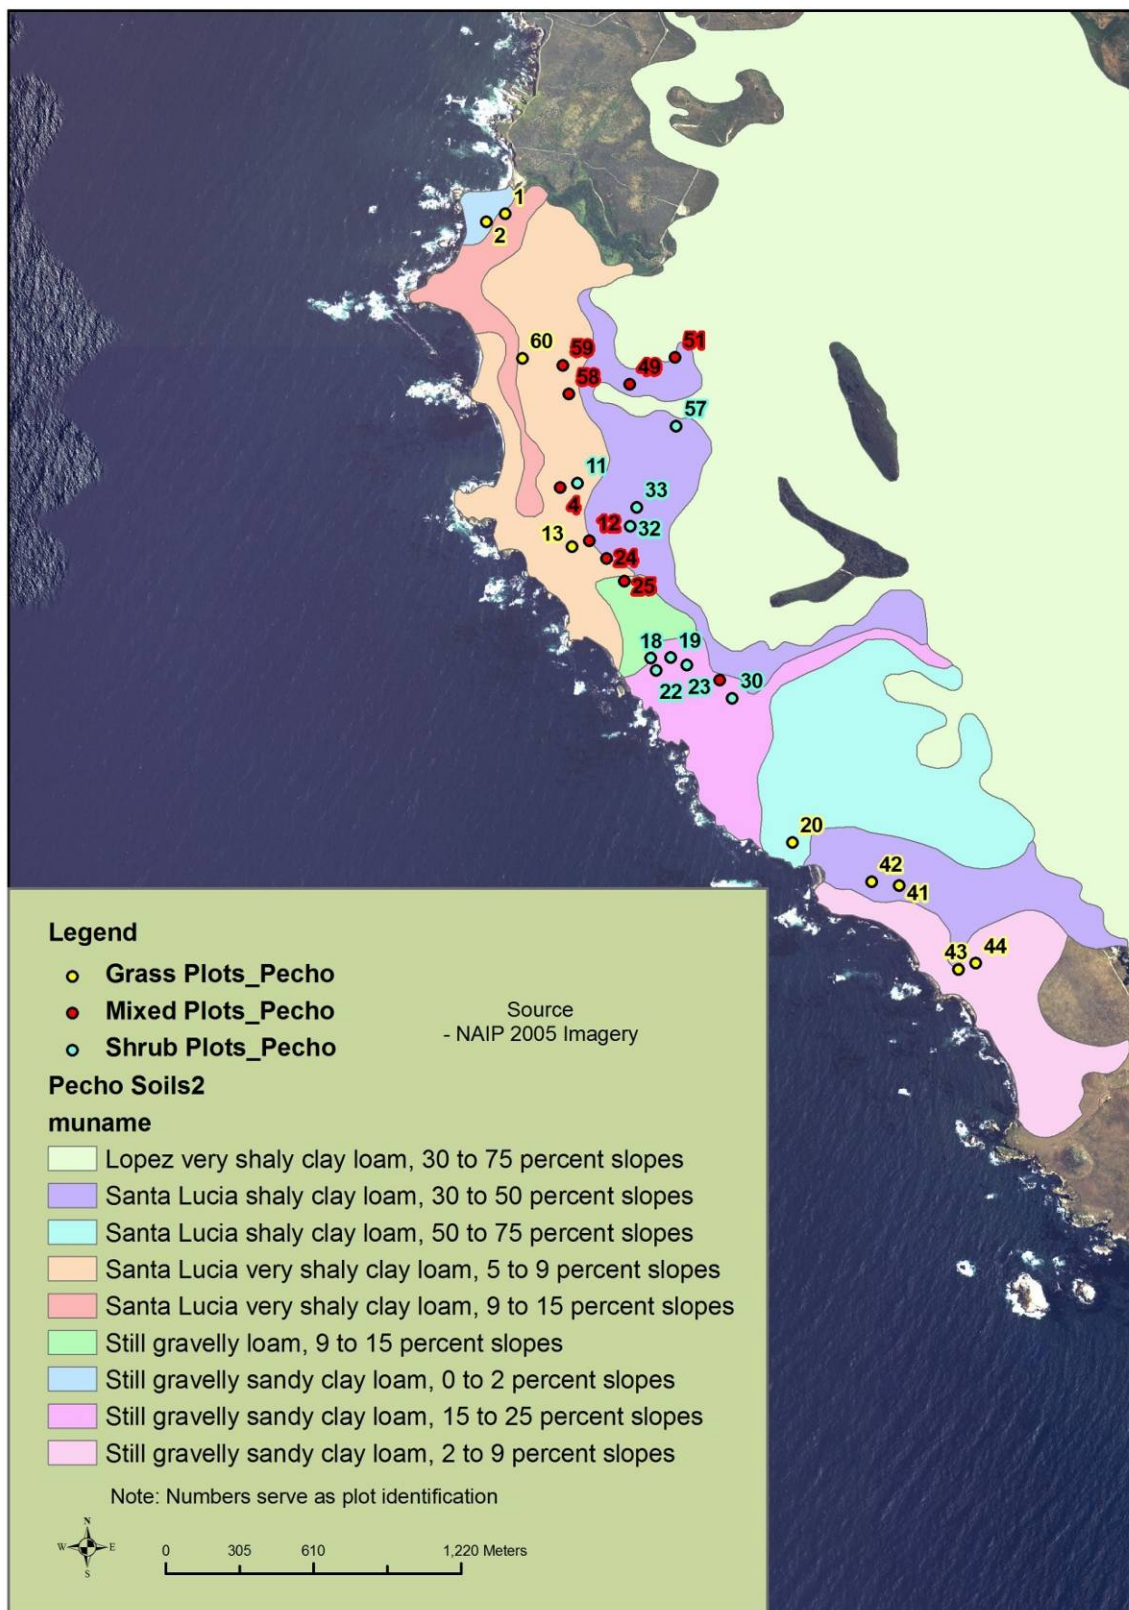 1
2
60
59
51
49
58
57
11
33
4
12
32
13
24
25
18
19
22
23
30
20
42
41
43
44
Legend
Grass Plots_Pecho
Mixed Plots_Pecho
Shrub Plots_Pecho
Source
- NAIP 2005 Imagery
Pecho Soils2
muname
Lopez very shaly clay loam, 30 to 75 percent slopes
Santa Lucia shaly clay loam, 30 to 50 percent slopes
Santa Lucia shaly clay loam, 50 to 75 percent slopes
Santa Lucia very shaly clay loam, 5 to 9 percent slopes
Santa Lucia very shaly clay loam, 9 to 15 percent slopes
Still gravelly loam, 9 to 15 percent slopes
Still gravelly sandy clay loam, 0 to 2 percent slopes
Still gravelly sandy clay loam, 15 to 25 percent slopes
Still gravelly sandy clay loam, 2 to 9 percent slopes
Note: Numbers serve as plot identification
N
W E
S
0 305 610 1,220 Meters